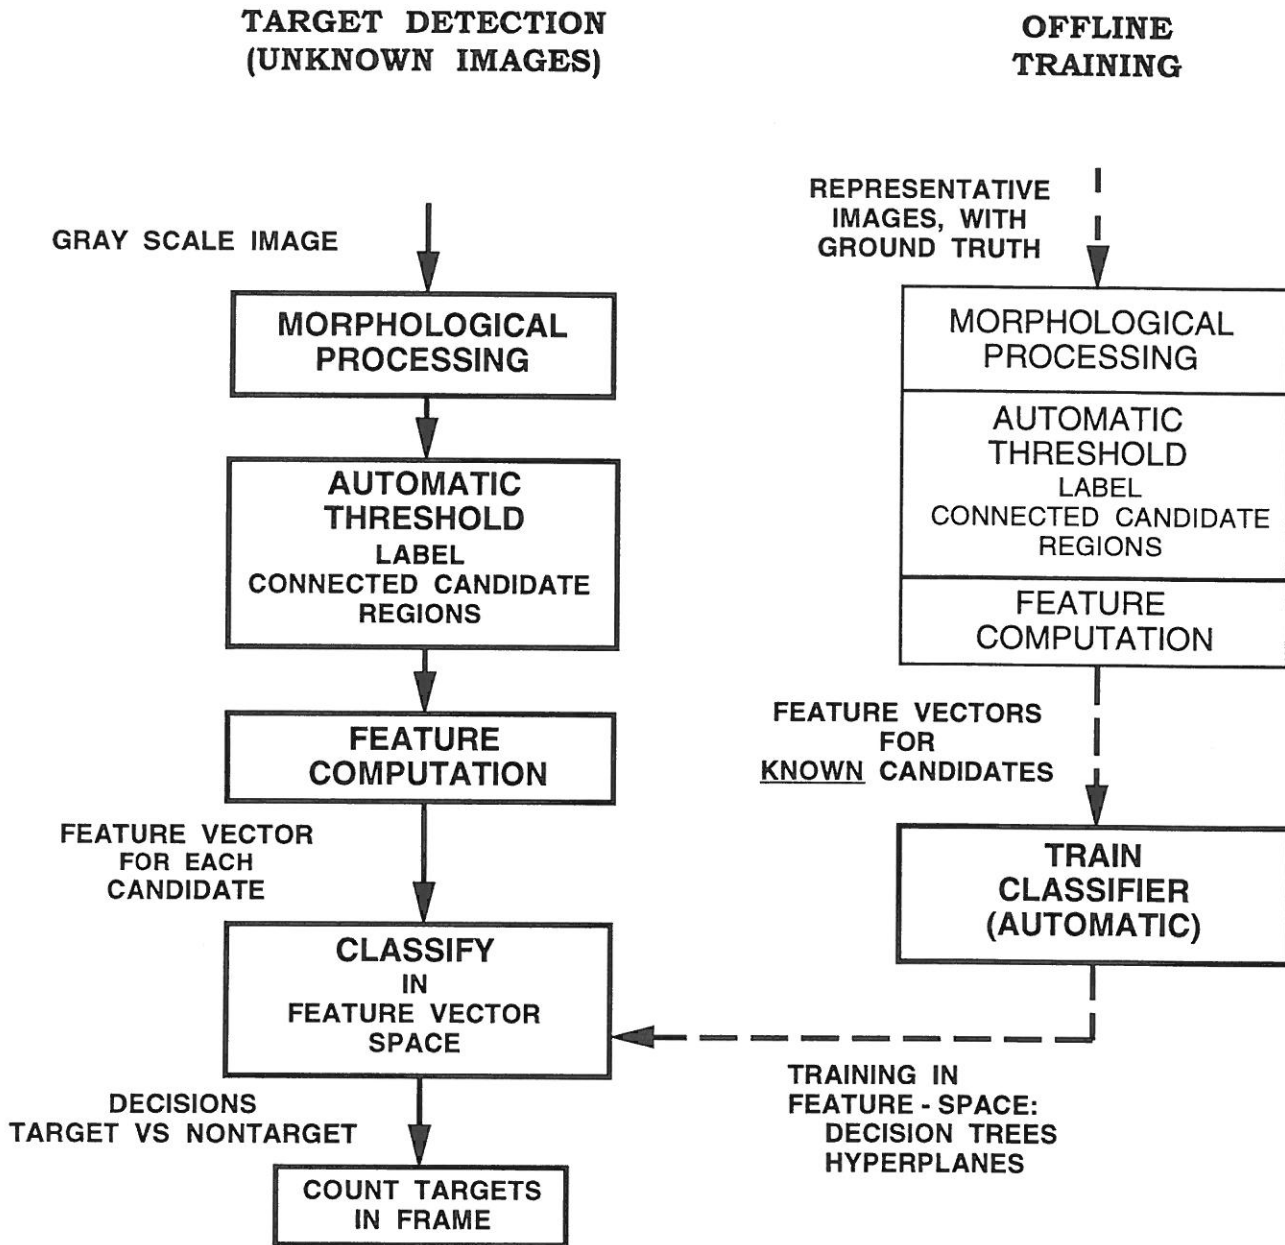 TARGET DETECTION
(UNKNOWN IMAGES)
GRAY SCALE IMAGE
MORPHOLOGICAL
PROCESSING
AUTOMATIC
THRESHOLD
LABEL
CONNECTED CANDIDATE
REGIONS
FEATURE
COMPUTATION
FEATURE VECTOR
FOR EACH
CANDIDATE
CLASSIFY
IN
FEATURE VECTOR
SPACE
DECISIONS
TARGET VS NONTARGET
COUNT TARGETS
IN FRAME
OFFLINE
TRAINING
REPRESENTATIVE
IMAGES, WITH
GROUND TRUTH
MORPHOLOGICAL
PROCESSING
AUTOMATIC
THRESHOLD
LABEL
CONNECTED CANDIDATE
REGIONS
FEATURE
COMPUTATION
FEATURE VECTORS
FOR
KNOWN CANDIDATES
TRAIN
CLASSIFIER
(AUTOMATIC)
TRAINING IN
FEATURE - SPACE:
DECISION TREES
HYPERPLANES